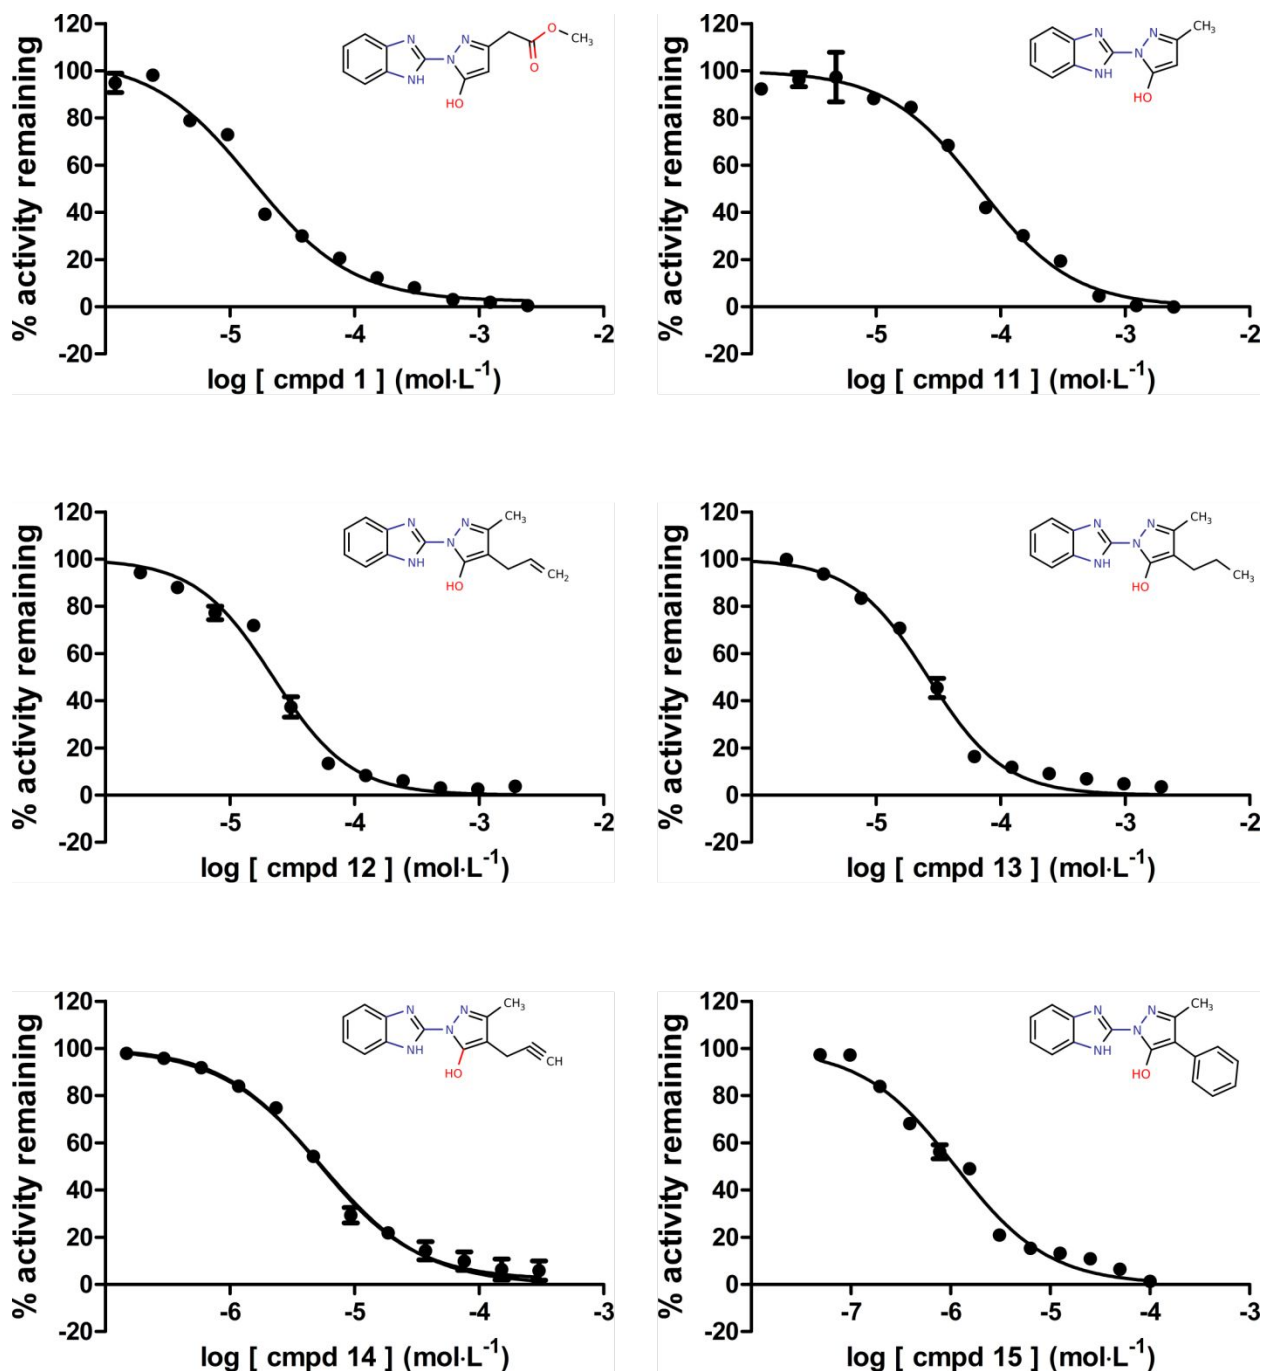 % activity remaining
120
100
80
60
40
20
0
-20
-5
-4
-3
-2
log [ cmpd 1 ] (mol·L⁻¹)
N
NH
N
N
HO
O
O
CH₃
% activity remaining
120
100
80
60
40
20
0
-20
-5
-4
-3
-2
log [ cmpd 11 ] (mol·L⁻¹)
N
NH
N
N
HO
CH₃
% activity remaining
120
100
80
60
40
20
0
-20
-5
-4
-3
-2
log [ cmpd 12 ] (mol·L⁻¹)
N
NH
N
N
HO
CH₃
CH₂
% activity remaining
120
100
80
60
40
20
0
-20
-5
-4
-3
-2
log [ cmpd 13 ] (mol·L⁻¹)
N
NH
N
N
HO
CH₃
CH₃
% activity remaining
120
100
80
60
40
20
0
-20
-6
-5
-4
-3
log [ cmpd 14 ] (mol·L⁻¹)
N
NH
N
N
HO
CH₃
CH
% activity remaining
120
100
80
60
40
20
0
-20
-7
-6
-5
-4
-3
log [ cmpd 15 ] (mol·L⁻¹)
N
NH
N
N
HO
CH₃